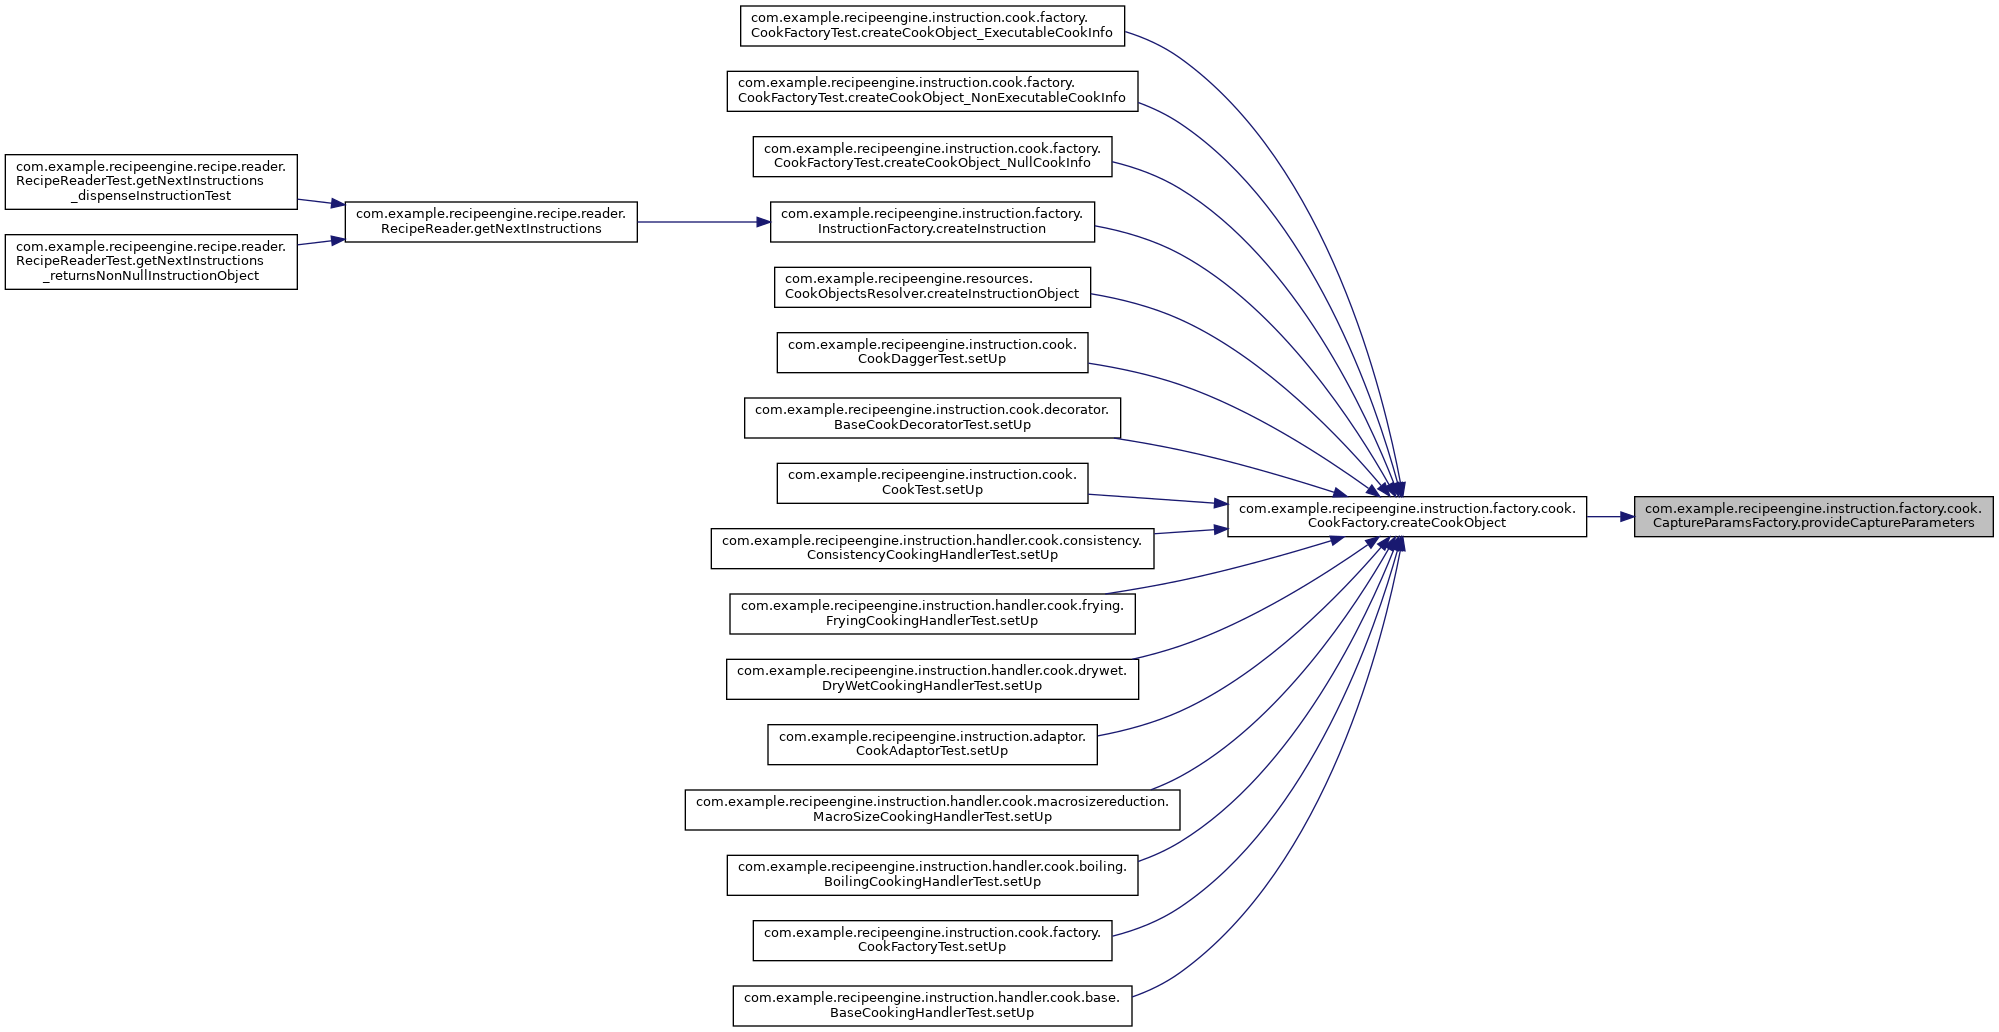 com.example.recipeengine.recipe.reader.
RecipeReaderTest.getNextInstructions
_dispenseInstructionTest
com.example.recipeengine.recipe.reader.
RecipeReaderTest.getNextInstructions
_returnsNonNullInstructionObject
com.example.recipeengine.recipe.reader.
RecipeReader.getNextInstructions
com.example.recipeengine.instruction.cook.factory.
CookFactoryTest.createCookObject_ExecutableCookInfo
com.example.recipeengine.instruction.cook.factory.
CookFactoryTest.createCookObject_NonExecutableCookInfo
com.example.recipeengine.instruction.cook.factory.
CookFactoryTest.createCookObject_NullCookInfo
com.example.recipeengine.instruction.factory.
InstructionFactory.createInstruction
com.example.recipeengine.resources.
CookObjectsResolver.createInstructionObject
com.example.recipeengine.instruction.cook.
CookDaggerTest.setUp
com.example.recipeengine.instruction.cook.decorator.
BaseCookDecoratorTest.setUp
com.example.recipeengine.instruction.cook.
CookTest.setUp
com.example.recipeengine.instruction.handler.cook.consistency.
ConsistencyCookingHandlerTest.setUp
com.example.recipeengine.instruction.handler.cook.frying.
FryingCookingHandlerTest.setUp
com.example.recipeengine.instruction.handler.cook.drywet.
DryWetCookingHandlerTest.setUp
com.example.recipeengine.instruction.adaptor.
CookAdaptorTest.setUp
com.example.recipeengine.instruction.handler.cook.macrosizereduction.
MacroSizeCookingHandlerTest.setUp
com.example.recipeengine.instruction.handler.cook.boiling.
BoilingCookingHandlerTest.setUp
com.example.recipeengine.instruction.cook.factory.
CookFactoryTest.setUp
com.example.recipeengine.instruction.handler.cook.base.
BaseCookingHandlerTest.setUp
com.example.recipeengine.instruction.factory.cook.
CookFactory.createCookObject
com.example.recipeengine.instruction.factory.cook.
CaptureParamsFactory.provideCaptureParameters